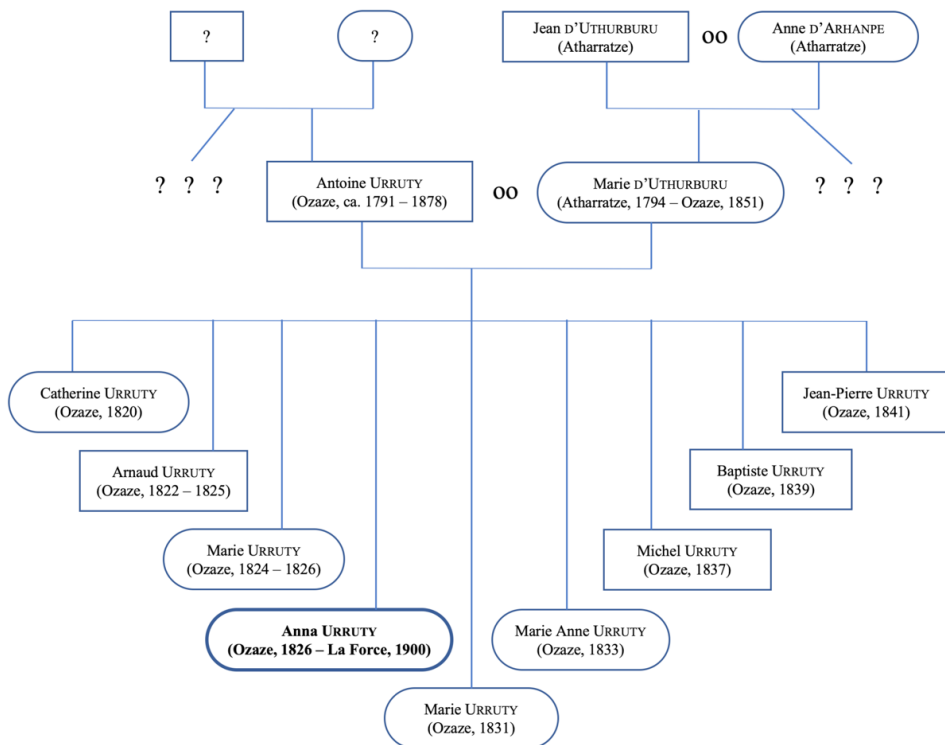 ?
?
Jean D'UTHURBURU
(Atharratze)
oo
Anne D'ARHANPE
(Atharratze)
? ? ?
Antoine URRUTY
(Ozaze, ca. 1791 – 1878)
oo
Marie D'UTHURBURU
(Atharratze, 1794 – Ozaze, 1851)
? ? ?
Catherine URRUTY
(Ozaze, 1820)
Jean-Pierre URRUTY
(Ozaze, 1841)
Arnaud URRUTY
(Ozaze, 1822 – 1825)
Baptiste URRUTY
(Ozaze, 1839)
Marie URRUTY
(Ozaze, 1824 – 1826)
Michel URRUTY
(Ozaze, 1837)
Anna URRUTY
(Ozaze, 1826 – La Force, 1900)
Marie Anne URRUTY
(Ozaze, 1833)
Marie URRUTY
(Ozaze, 1831)